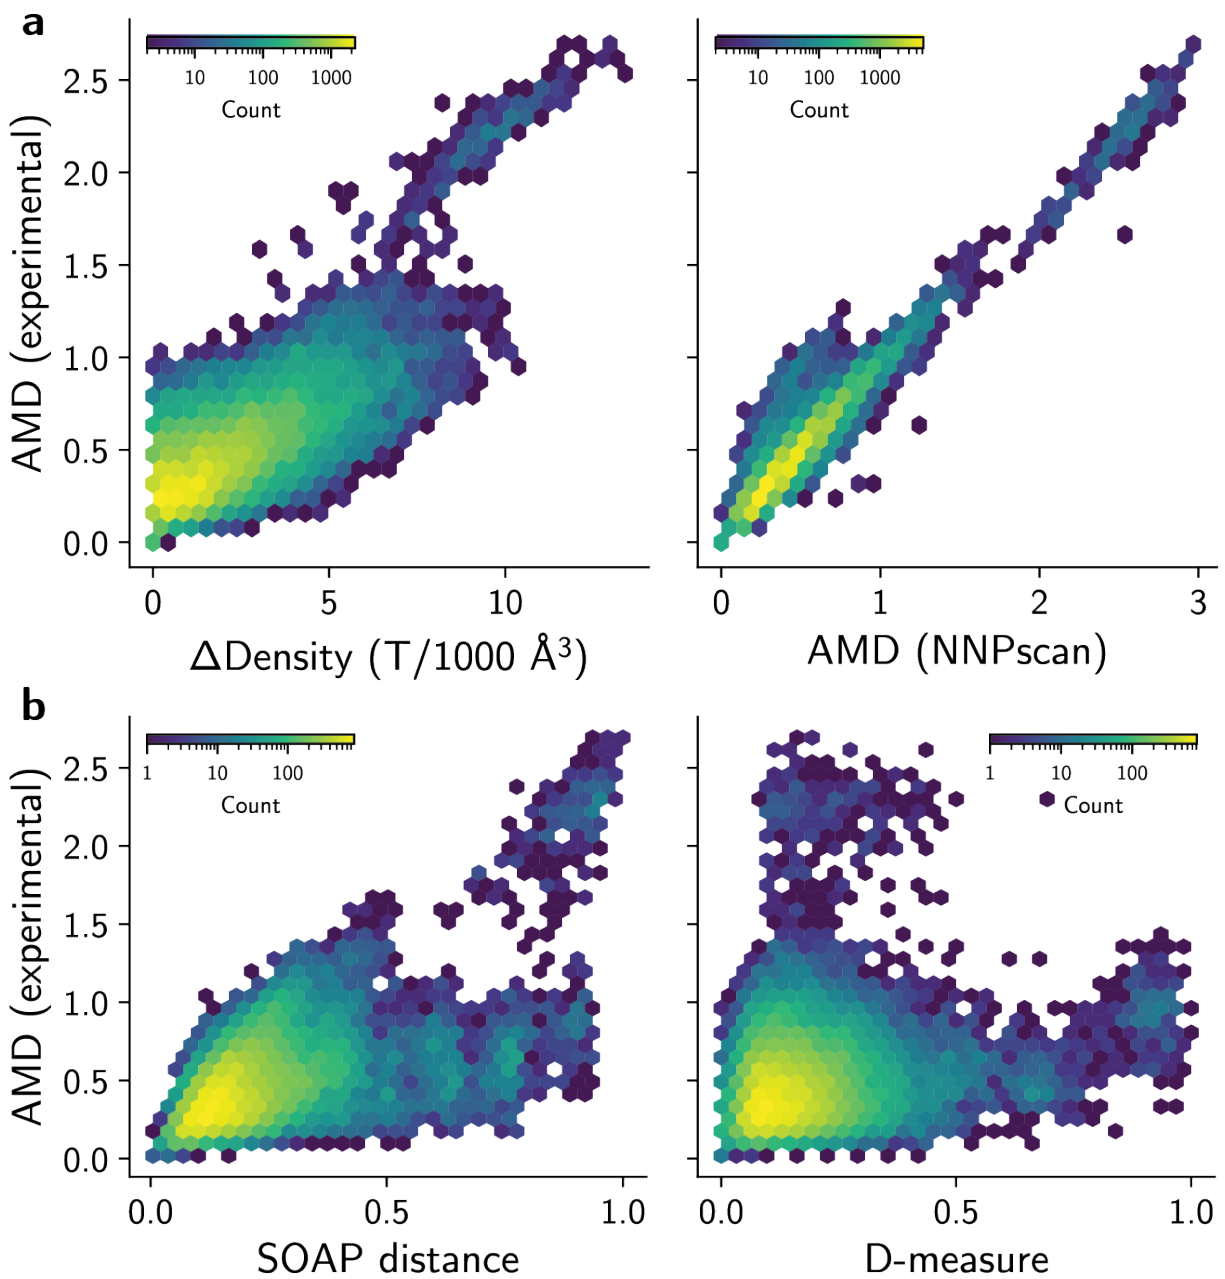 a
10 100 1000
Count
10 100 1000
Count
2.5
2.0
1.5
1.0
0.5
0.0
AMD (experimental)
0 5 10
0 1 2 3
ΔDensity (T/1000 Å³)
AMD (NNPscan)
b
1 10 100
Count
1 10 100
Count
2.5
2.0
1.5
1.0
0.5
0.0
AMD (experimental)
0.0 0.5 1.0
0.0 0.5 1.0
SOAP distance
D-measure